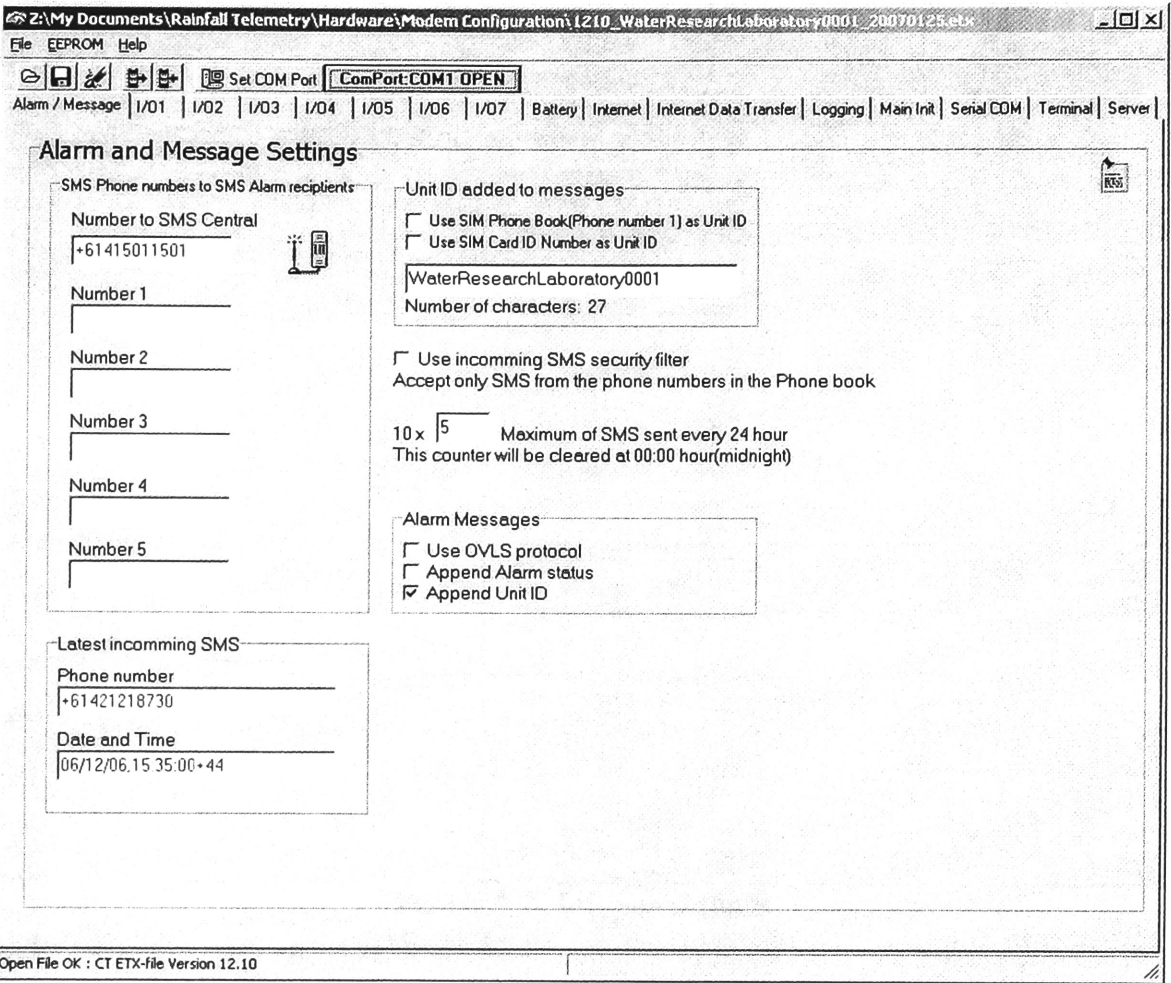 Z:\My Documents\Rainfall Telemetry\Hardware\Modem Configuration\1210_WaterResearchLaboratory0001_20070125.etx
File EEPROM Help
Set COM Port ComPort:COM1 OPEN
Alarm / Message I/01 I/02 I/03 I/04 I/05 I/06 I/07 Battery Internet Internet Data Transfer Logging Main Init Serial COM Terminal Server
Alarm and Message Settings
SMS Phone numbers to SMS Alarm reciptients
Number to SMS Central
+61415011501
Number 1
Number 2
Number 3
Number 4
Number 5
Unit ID added to messages
Use SIM Phone Book(Phone number 1) as Unit ID
Use SIM Card ID Number as Unit ID
WaterResearchLaboratory0001
Number of characters: 27
Use incomming SMS security filter
Accept only SMS from the phone numbers in the Phone book
10 x 5 Maximum of SMS sent every 24 hour
This counter will be cleared at 00:00 hour(midnight)
Alarm Messages
Use OVLS protocol
Append Alarm status
Append Unit ID
Latest incomming SMS
Phone number
+61421218730
Date and Time
06/12/06,15:35:00+44
Open File OK : CT ETX-file Version 12.10